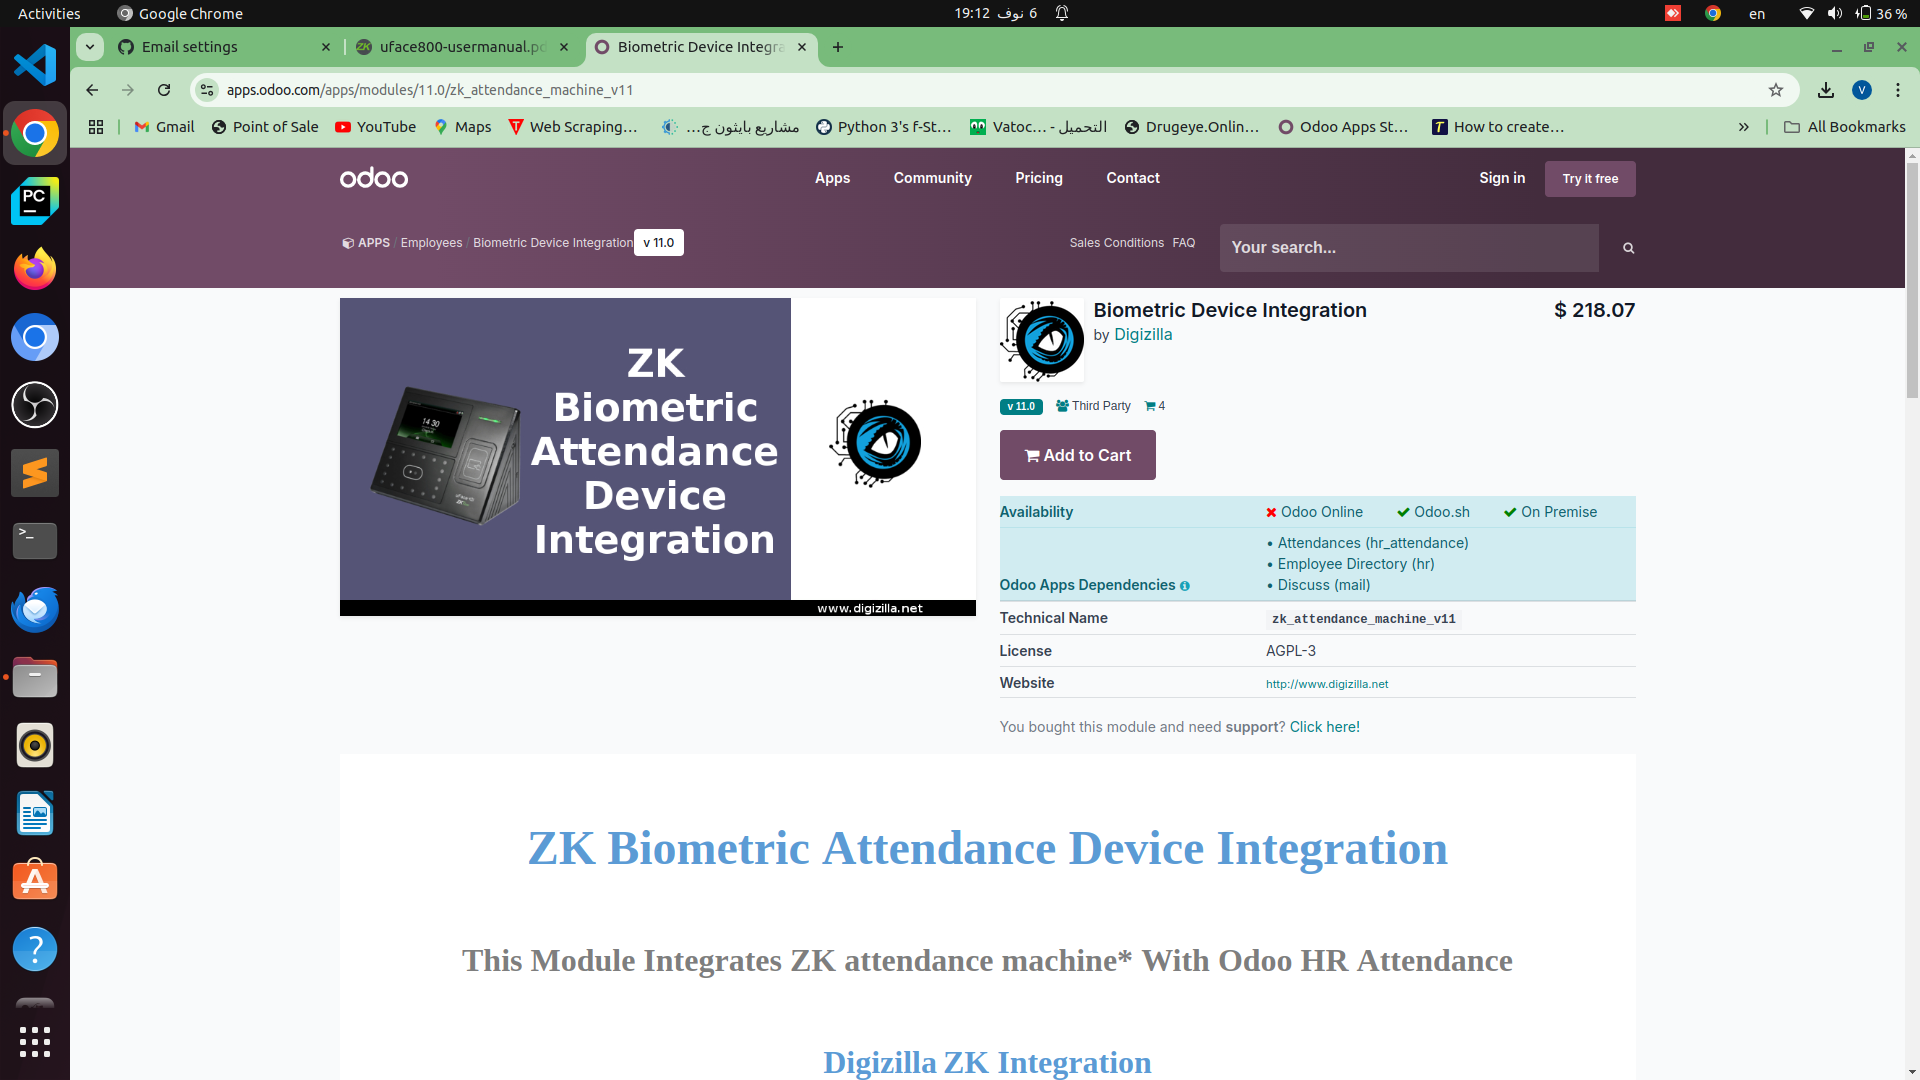 Activities
Google Chrome
19:12 نوف 6
en
36 %
Email settings
uface800-usermanual.pd
Biometric Device Integra
apps.odoo.com/apps/modules/11.0/zk_attendance_machine_v11
Gmail
Point of Sale
YouTube
Maps
Web Scraping...
مشاريع بايثون ج...
Python 3's f-St...
Vatoc... - التحميل
Drugeye.Onlin...
Odoo Apps St...
How to create...
All Bookmarks
odoo
Apps
Community
Pricing
Contact
Sign in
Try it free
APPS / Employees / Biometric Device Integration v 11.0
Sales Conditions
FAQ
Your search...
ZK
Biometric
Attendance
Device
Integration
www.digizilla.net
Biometric Device Integration
$ 218.07
by Digizilla
v 11.0
Third Party
4
Add to Cart
Availability
Odoo Online
Odoo.sh
On Premise
Odoo Apps Dependencies
• Attendances (hr_attendance)
• Employee Directory (hr)
• Discuss (mail)
Technical Name
zk_attendance_machine_v11
License
AGPL-3
Website
http://www.digizilla.net
You bought this module and need support? Click here!
ZK Biometric Attendance Device Integration
This Module Integrates ZK attendance machine* With Odoo HR Attendance
Digizilla ZK Integration